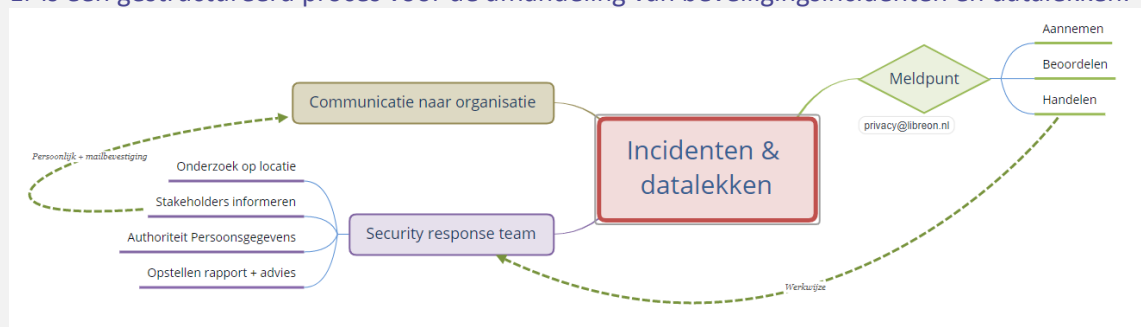 Aannemen
Meldpunt
Beoordelen
Communicatie naar organisatie
Handelen
privacy@libreon.nl
Incidenten &
datalekken
Persoonlijk + mailbevestiging
Onderzoek op locatie
Stakeholders informeren
Security response team
Authoriteit Persoonsgegevens
Opstellen rapport + advies
Werkwijze